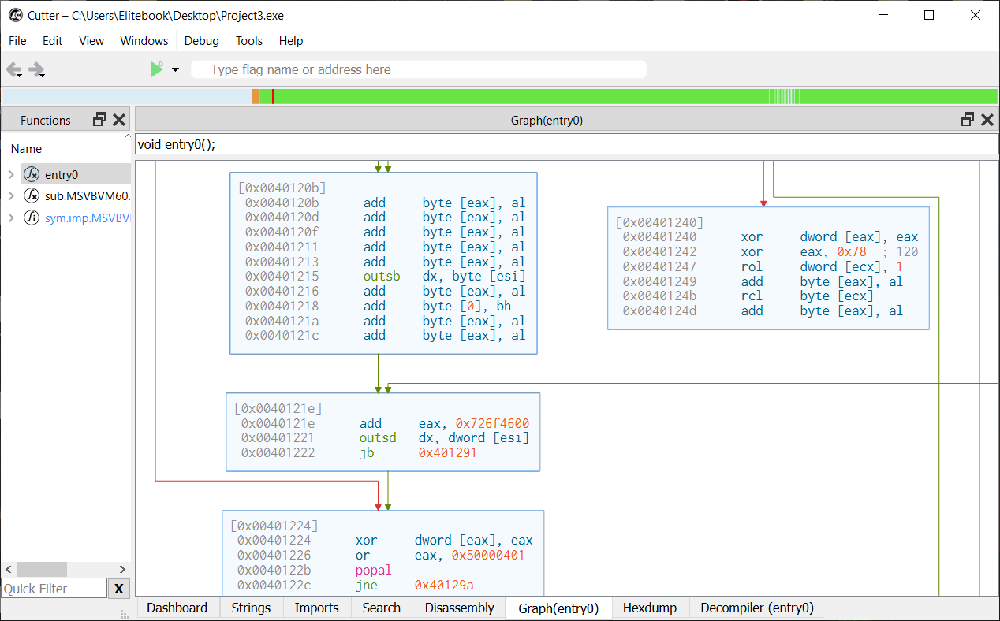 Cutter – C:\Users\Elitebook\Desktop\Project3.exe
File Edit View Windows Debug Tools Help
Type flag name or address here
Functions
Graph(entry0)
Name
void entry0();
entry0
sub.MSVBVM60.
sym.imp.MSVBV
[0x0040120b]
0x0040120b add byte [eax], al
0x0040120d add byte [eax], al
0x0040120f add byte [eax], al
0x00401211 add byte [eax], al
0x00401213 add byte [eax], al
0x00401215 outsb dx, byte [esi]
0x00401216 add byte [eax], al
0x00401218 add byte [0], bh
0x0040121a add byte [eax], al
0x0040121c add byte [eax], al
[0x00401240]
0x00401240 xor dword [eax], eax
0x00401242 xor eax, 0x78 ; 120
0x00401247 rol dword [ecx], 1
0x00401249 add byte [eax], al
0x0040124b rcl byte [ecx]
0x0040124d add byte [eax], al
[0x0040121e]
0x0040121e add eax, 0x726f4600
0x00401221 outsd dx, dword [esi]
0x00401222 jb 0x401291
[0x00401224]
0x00401224 xor dword [eax], eax
0x00401226 or eax, 0x50000401
0x0040122b popal
0x0040122c jne 0x40129a
Quick Filter X
Dashboard Strings Imports Search Disassembly Graph(entry0) Hexdump Decompiler (entry0)